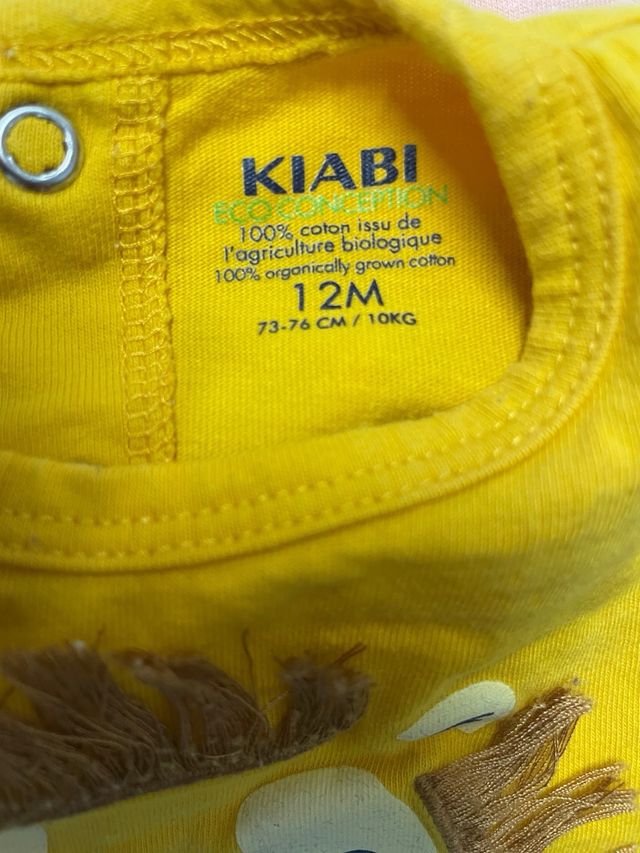 KIABI
ECO CONCEPTION
100% coton issu de
l'agriculture biologique
100% organically grown cotton
12M
73-76 CM / 10KG